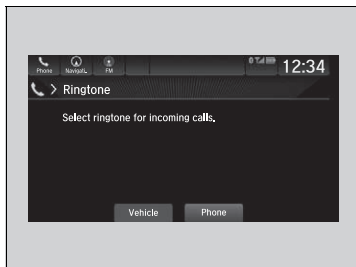 Phone Navigati.. FM 12:34
Ringtone
Select ringtone for incoming calls.
Vehicle Phone